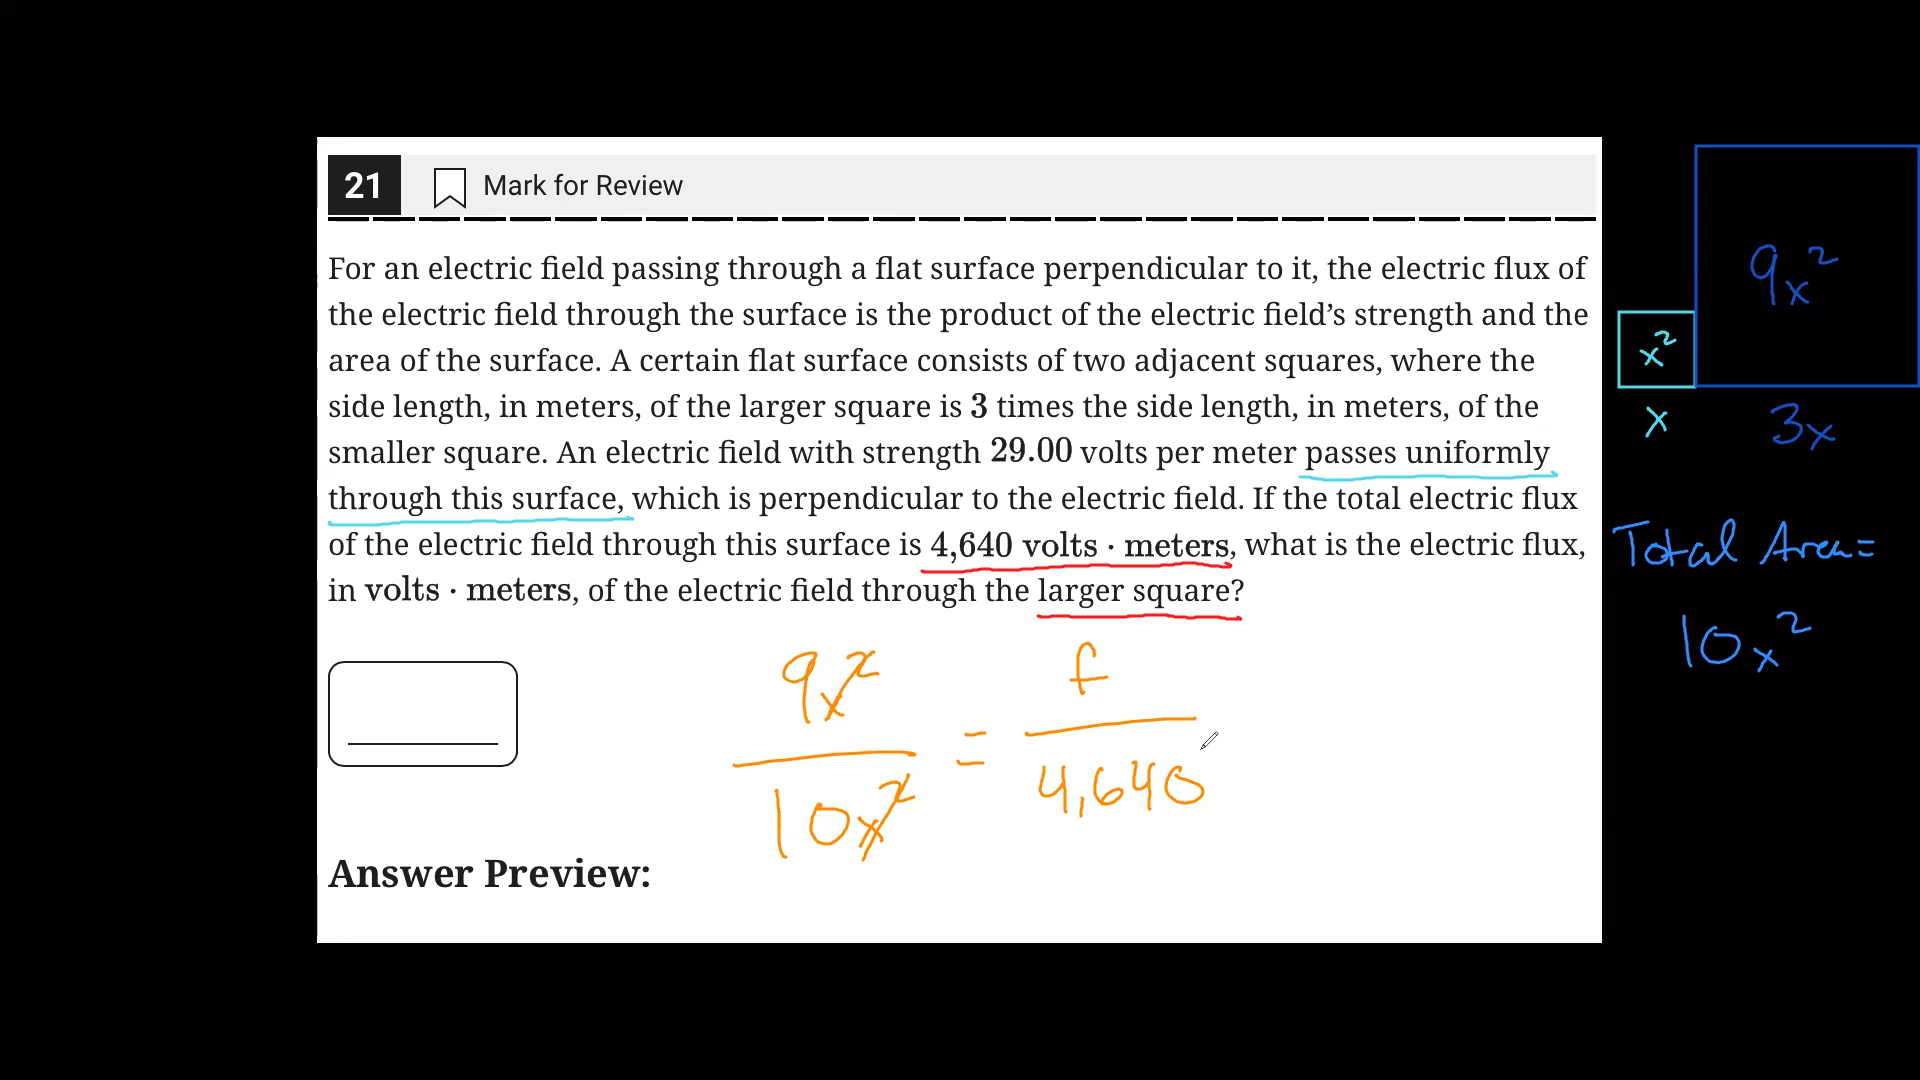 21 Mark for Review
For an electric field passing through a flat surface perpendicular to it, the electric flux of
the electric field through the surface is the product of the electric field’s strength and the
area of the surface. A certain flat surface consists of two adjacent squares, where the
side length, in meters, of the larger square is 3 times the side length, in meters, of the
smaller square. An electric field with strength 29.00 volts per meter passes uniformly
through this surface, which is perpendicular to the electric field. If the total electric flux
of the electric field through this surface is 4,640 volts · meters, what is the electric flux,
in volts · meters, of the electric field through the larger square?
9x² / 10x² = f / 4,640
Answer Preview:
9x²
x²
x 3x
Total Area =
10x²